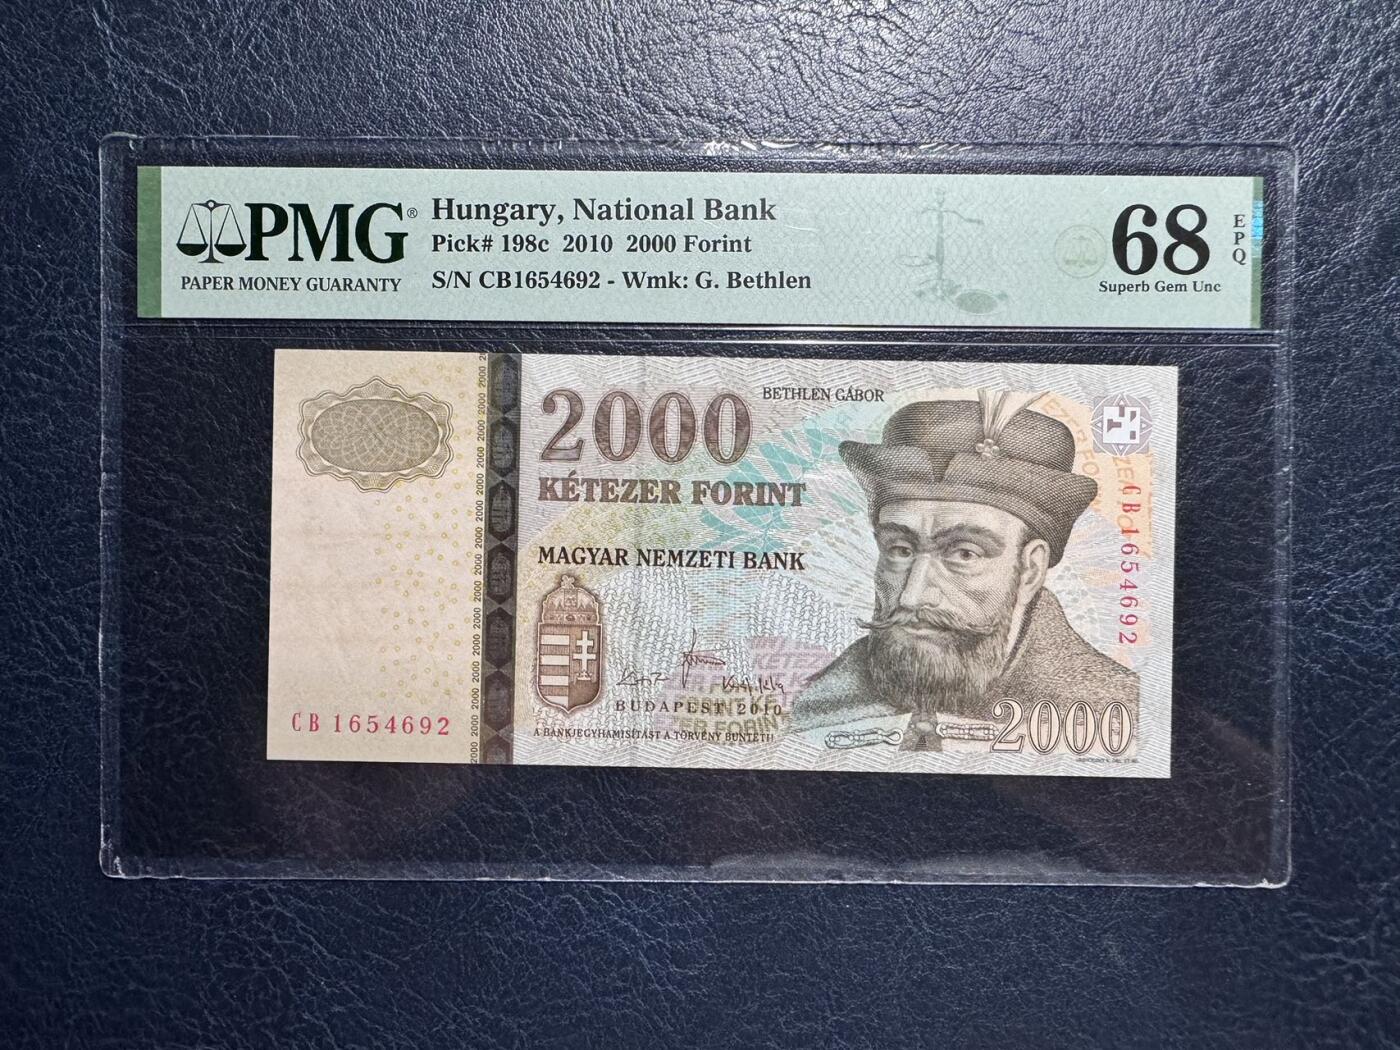 PMG®
PAPER MONEY GUARANTY
Hungary, National Bank
Pick# 198c 2010 2000 Forint
S/N CB1654692 - Wmk: G. Bethlen
68
EPQ
Superb Gem Unc
2000
BETHLEN GÁBOR
KÉTEZER FORINT
MAGYAR NEMZETI BANK
CB 1654692
BUDAPEST 2010
A BANKJEGYHAMISÍTÁST A TÖRVÉNY BÜNTETI!
CB 1654692
2000